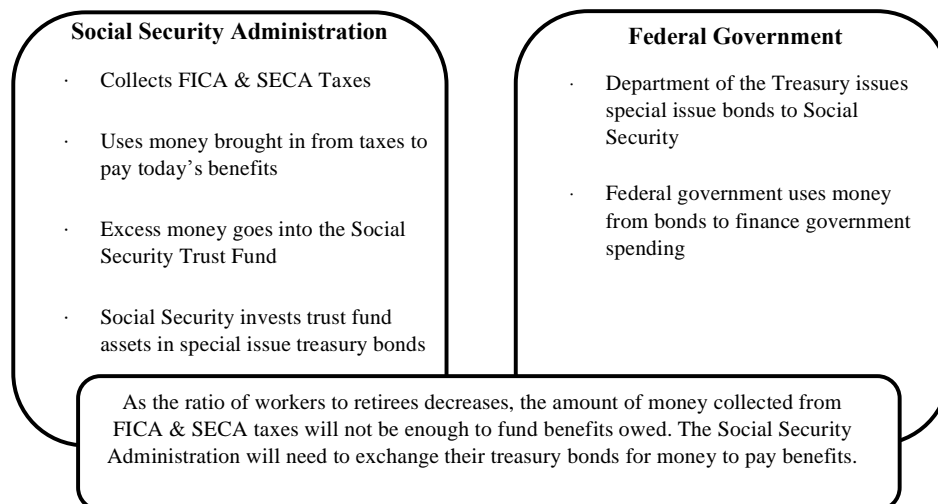 Social Security Administration
· Collects FICA & SECA Taxes
· Uses money brought in from taxes to
pay today’s benefits
· Excess money goes into the Social
Security Trust Fund
· Social Security invests trust fund
assets in special issue treasury bonds
Federal Government
· Department of the Treasury issues
special issue bonds to Social
Security
· Federal government uses money
from bonds to finance government
spending
As the ratio of workers to retirees decreases, the amount of money collected from
FICA & SECA taxes will not be enough to fund benefits owed. The Social Security
Administration will need to exchange their treasury bonds for money to pay benefits.